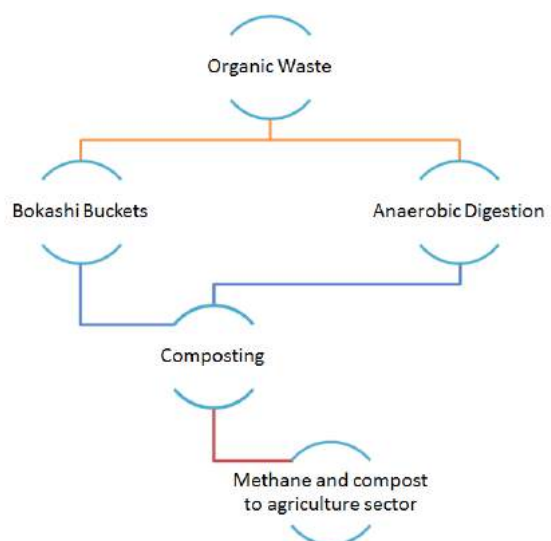 Organic Waste
Bokashi Buckets
Anaerobic Digestion
Composting
Methane and compost
to agriculture sector